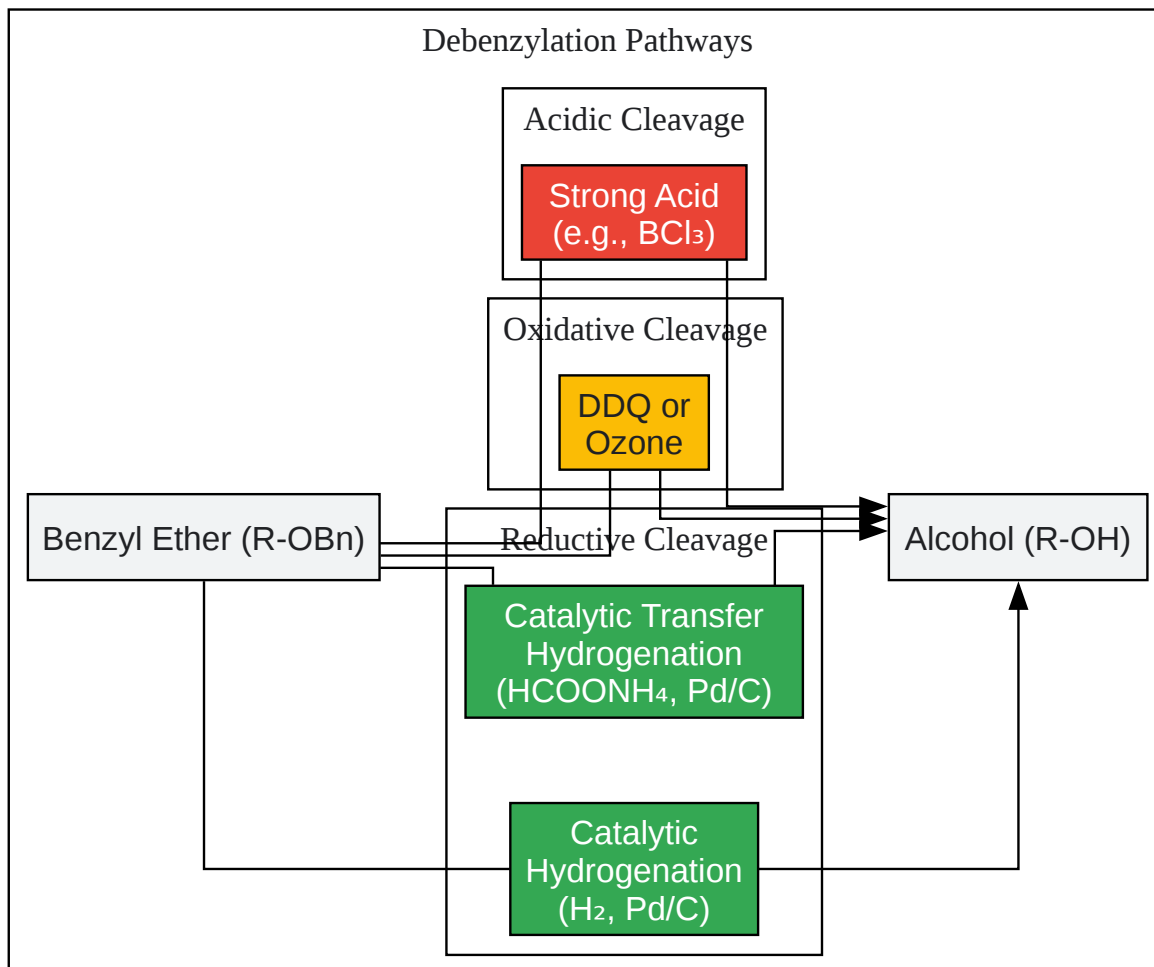 Debenzylation Pathways
Acidic Cleavage
Strong Acid
(e.g., BCl₃)
Oxidative Cleavage
DDQ or
Ozone
Benzyl Ether (R-OBn)
Reductive Cleavage
Alcohol (R-OH)
Catalytic Transfer
Hydrogenation
(HCOONH₄, Pd/C)
Catalytic
Hydrogenation
(H₂, Pd/C)